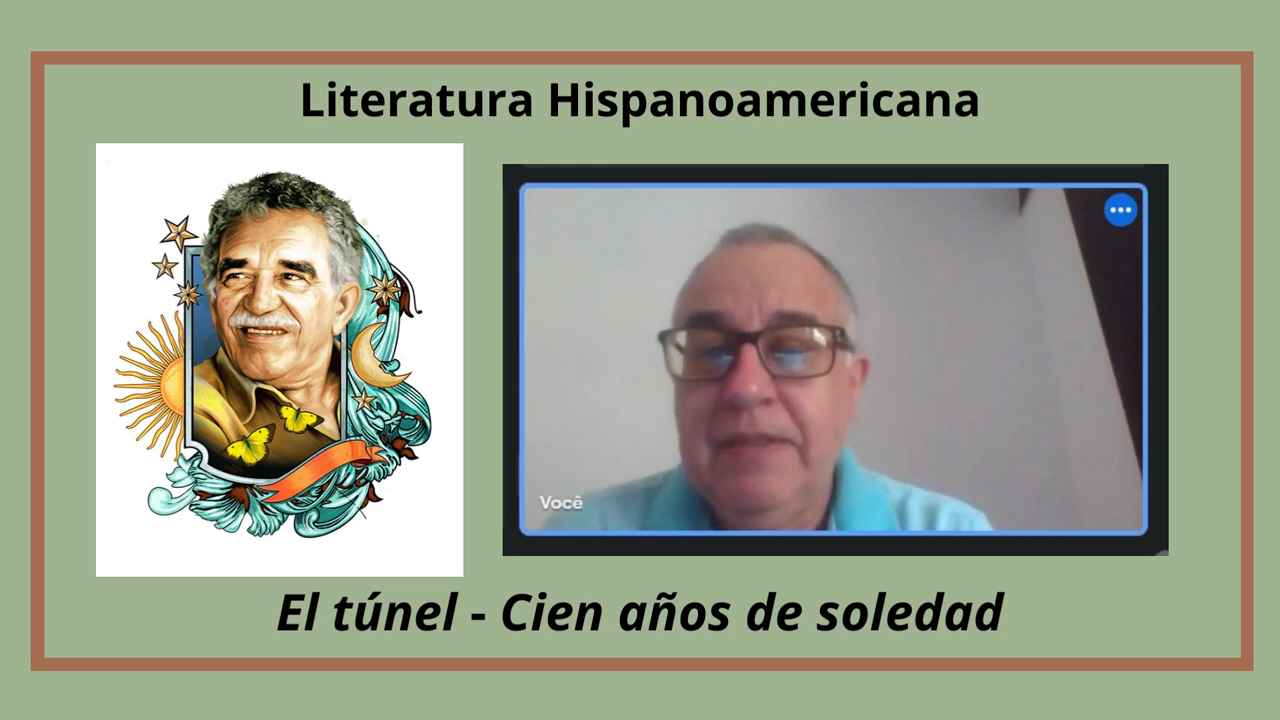 Literatura Hispanoamericana
Você
El túnel - Cien años de soledad